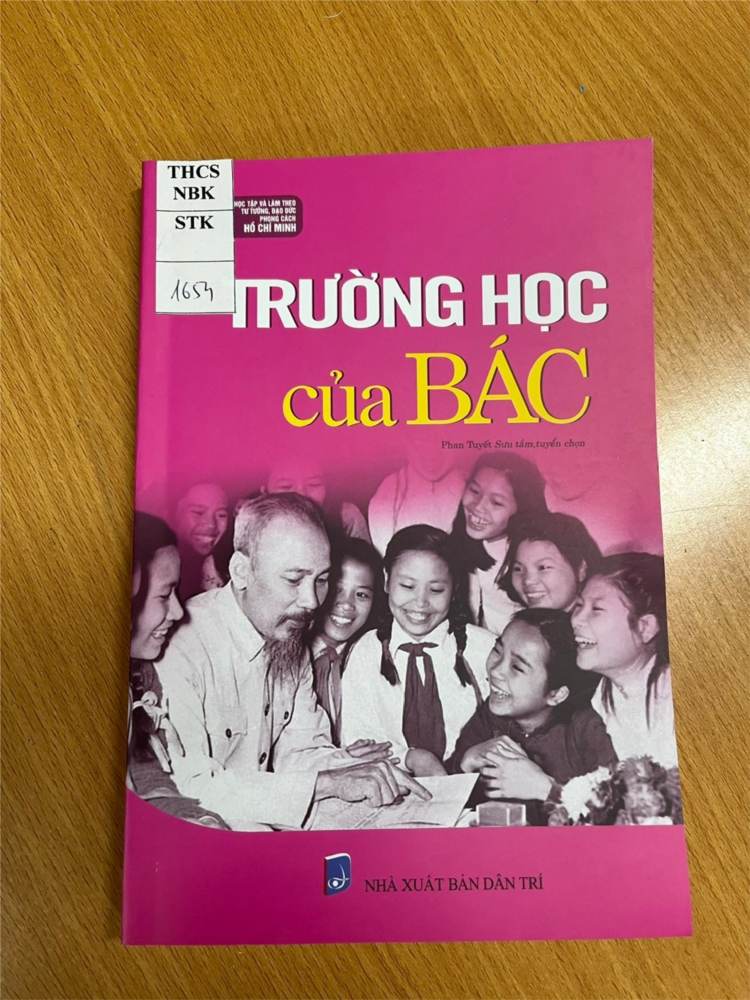 THCS
NBK
STK
1654
HỌC TẬP VÀ LÀM THEO
TƯ TƯỞNG, ĐẠO ĐỨC
PHONG CÁCH
HỒ CHÍ MINH
TRƯỜNG HỌC
của BÁC
Phan Tuyết Sưu tầm,tuyển chọn
NHÀ XUẤT BẢN DÂN TRÍ